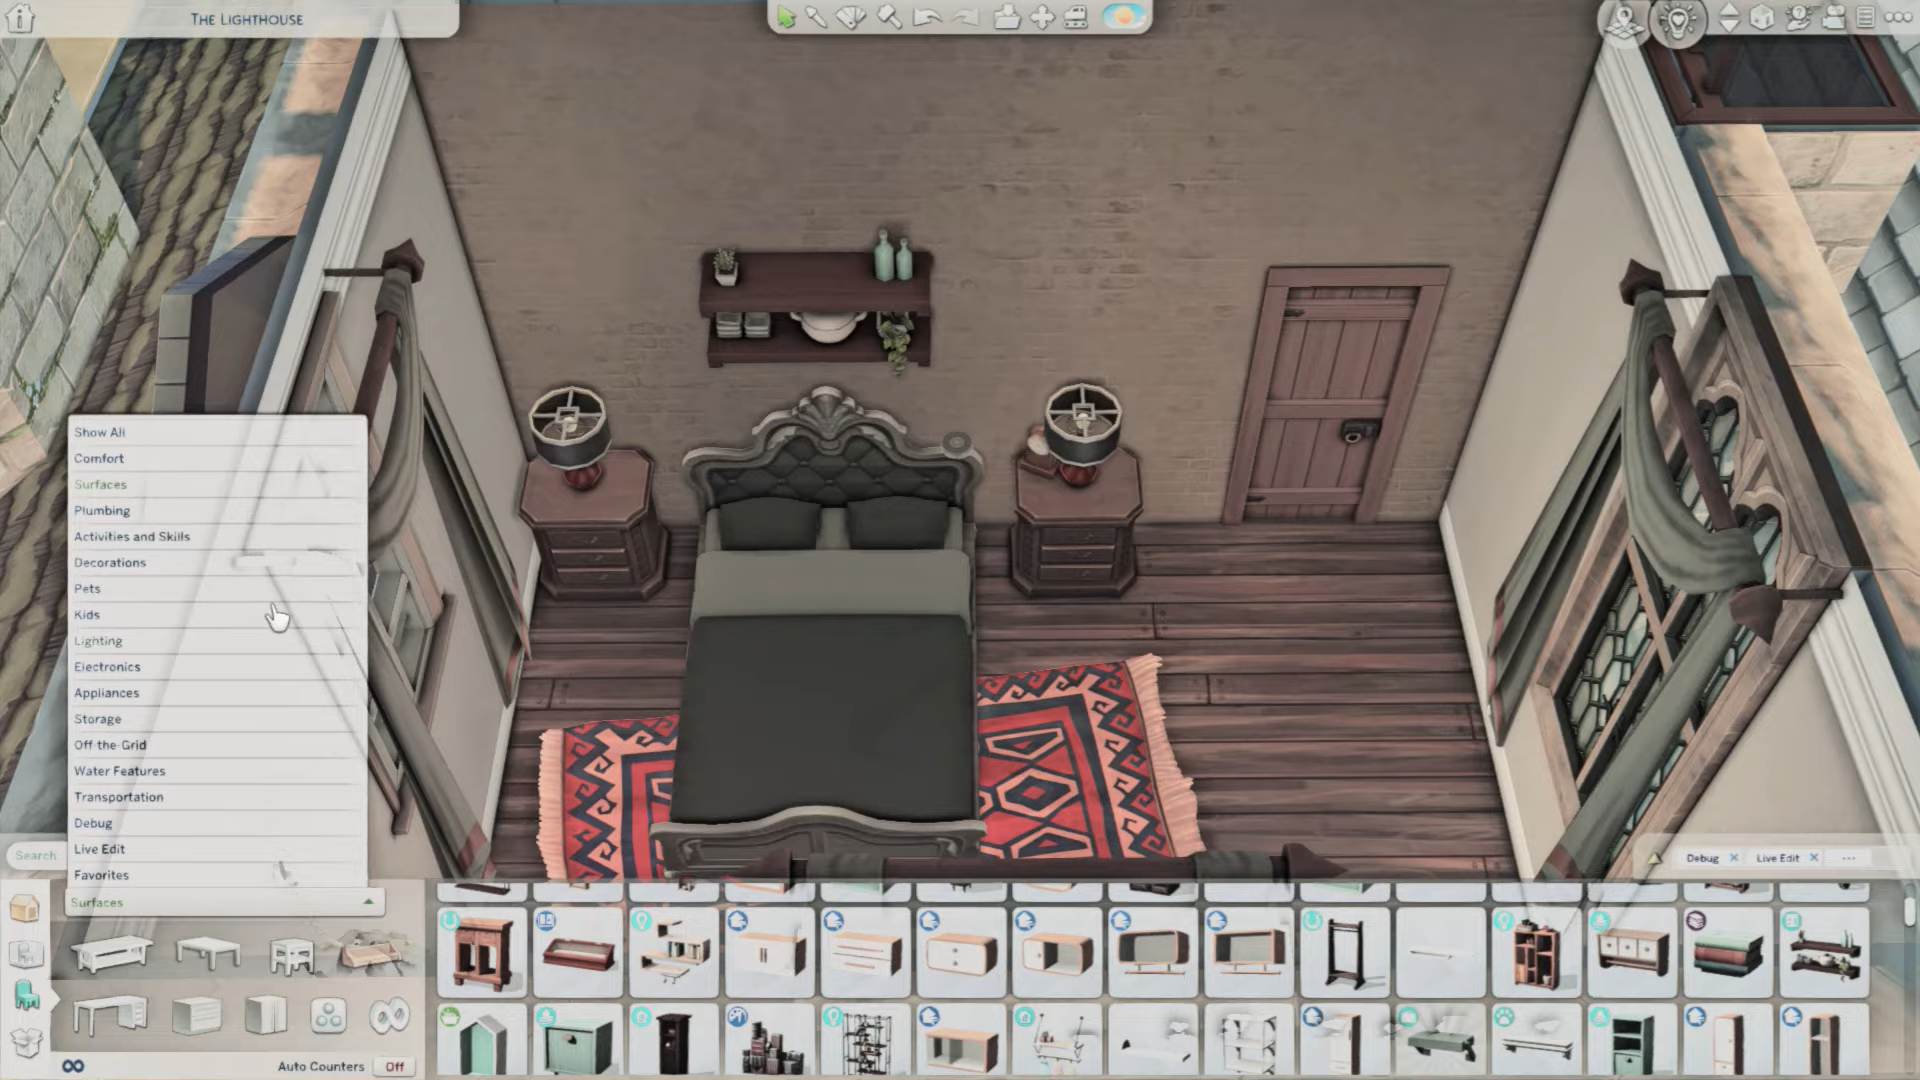 THE LIGHTHOUSE
Show All
Comfort
Surfaces
Plumbing
Activities and Skills
Decorations
Pets
Kids
Lighting
Electronics
Appliances
Storage
Off-the-Grid
Water Features
Transportation
Debug
Live Edit
Favorites
Search
Surfaces
Debug
Live Edit
Auto Counters Off